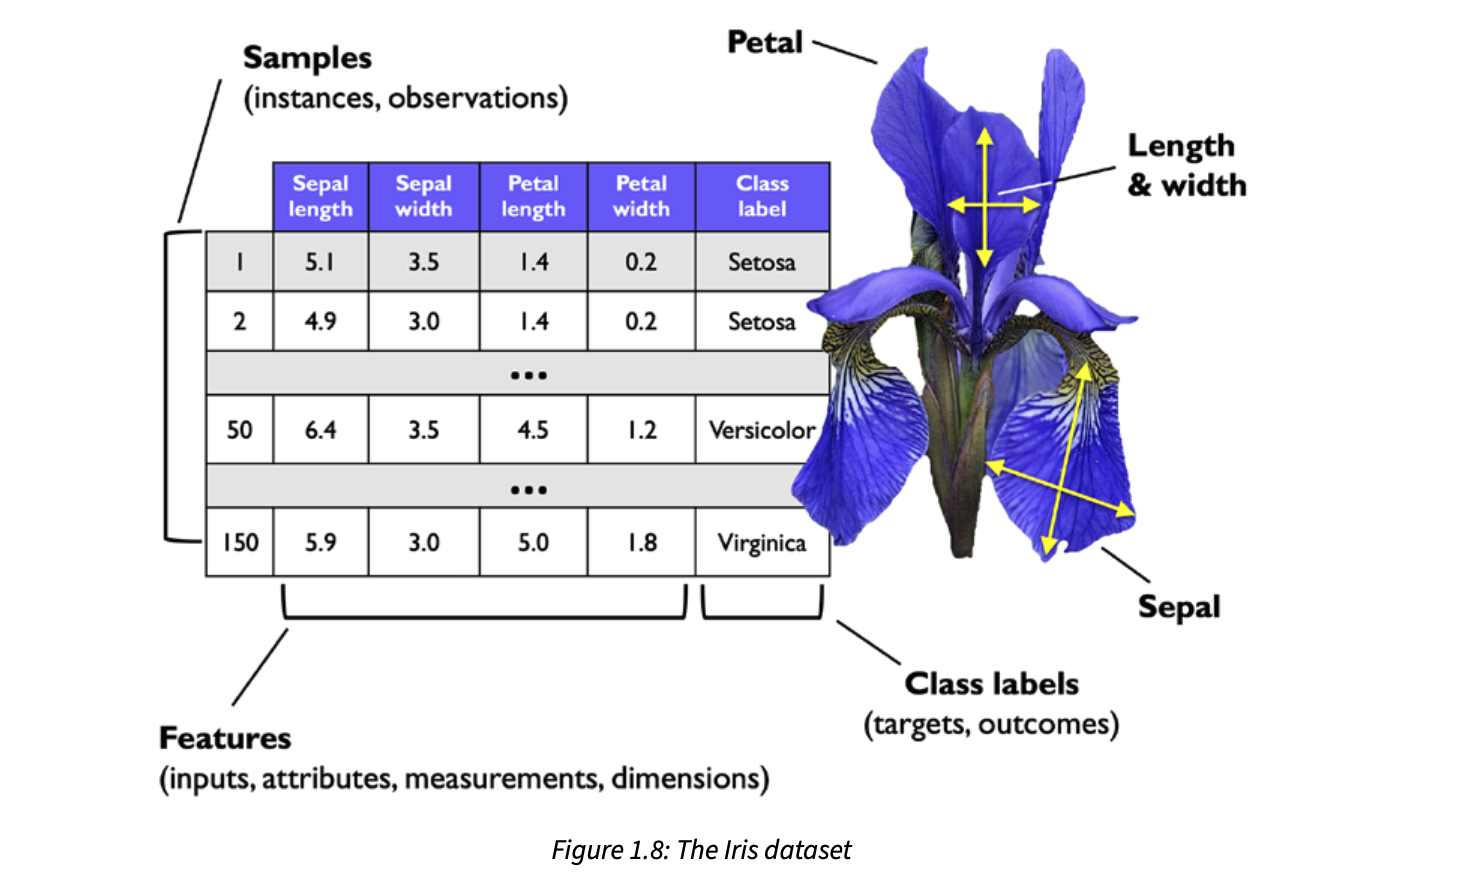 Samples
(instances, observations)
Petal
Length
& width
Sepal length Sepal width Petal length Petal width Class label
1 5.1 3.5 1.4 0.2 Setosa
2 4.9 3.0 1.4 0.2 Setosa
...
50 6.4 3.5 4.5 1.2 Versicolor
...
150 5.9 3.0 5.0 1.8 Virginica
Sepal
Class labels
(targets, outcomes)
Features
(inputs, attributes, measurements, dimensions)
Figure 1.8: The Iris dataset